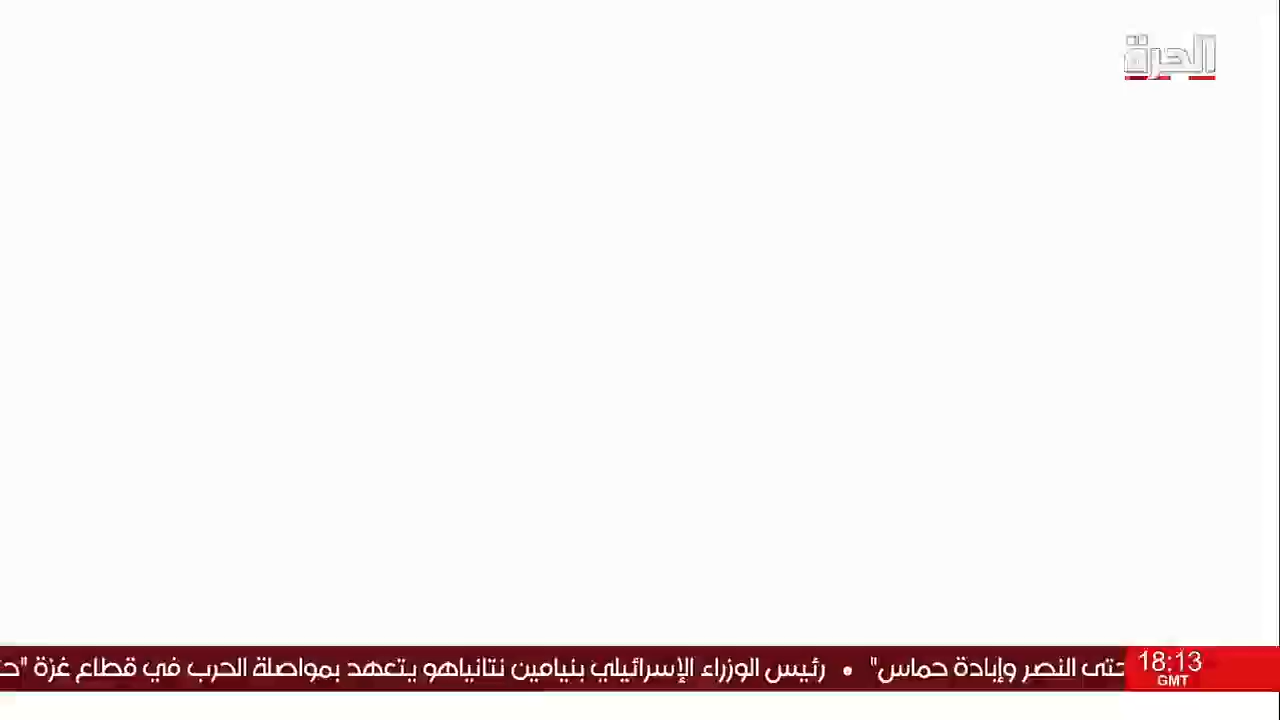 الحرة
حتى النصر وإبادة حماس" • رئيس الوزراء الإسرائيلي بنيامين نتانياهو يتعهد بمواصلة الحرب في قطاع غزة "
18:13
GMT